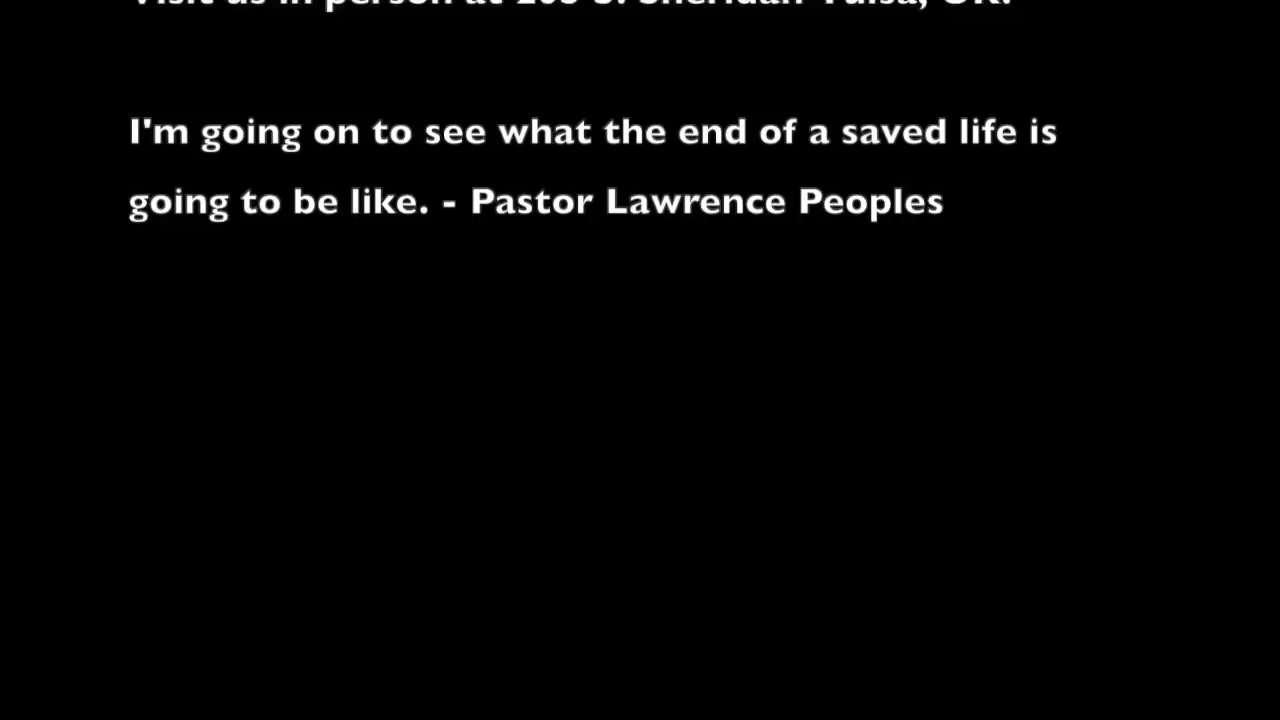 Visit us in person at S. Sheridan Tulsa, OK.
I'm going on to see what the end of a saved life is
going to be like. - Pastor Lawrence Peoples